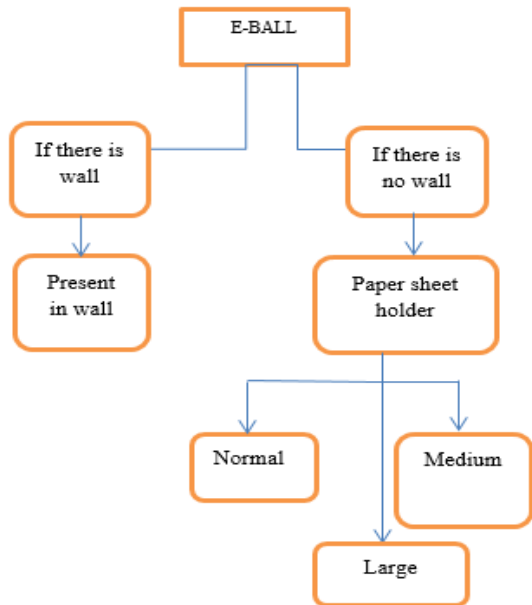 E-BALL
If there is
wall
If there is
no wall
Present
in wall
Paper sheet
holder
Normal
Medium
Large